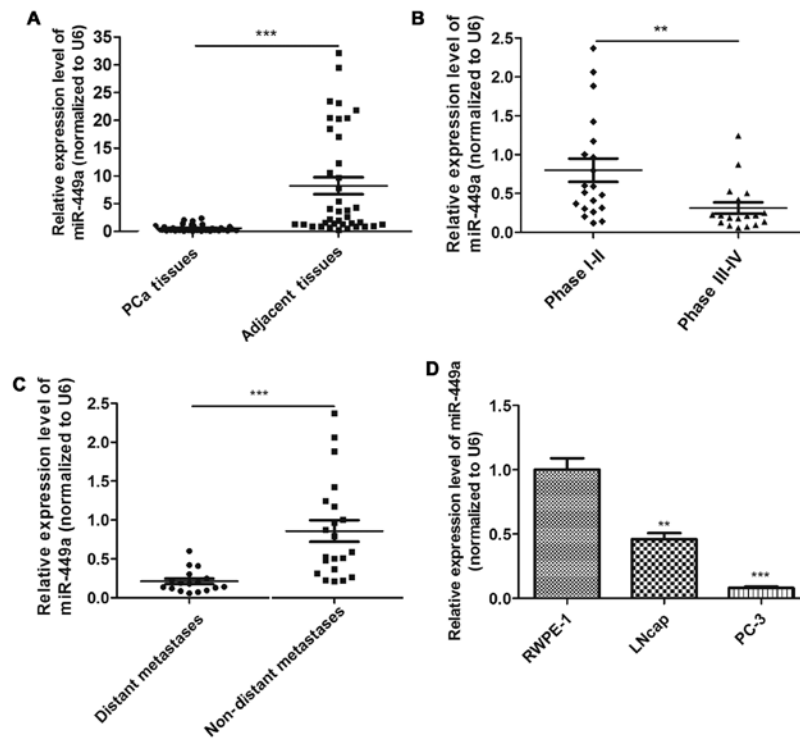 A
Relative expression level of
miR-449a (normalized to U6)
***
35
30
25
20
15
10
5
0
PCa tissues
Adjacent tissues
B
Relative expression level of
miR-449a (normalized to U6)
**
2.5
2.0
1.5
1.0
0.5
0.0
Phase I-II
Phase III-IV
C
Relative expression level of
miR-449a (normalized to U6)
***
2.5
2.0
1.5
1.0
0.5
0.0
Distant metastases
Non-distant metastases
D
Relative expression level of miR-449a
(normalized to U6)
1.5
1.0
0.5
0.0
**
***
RWPE-1
LNcap
PC-3